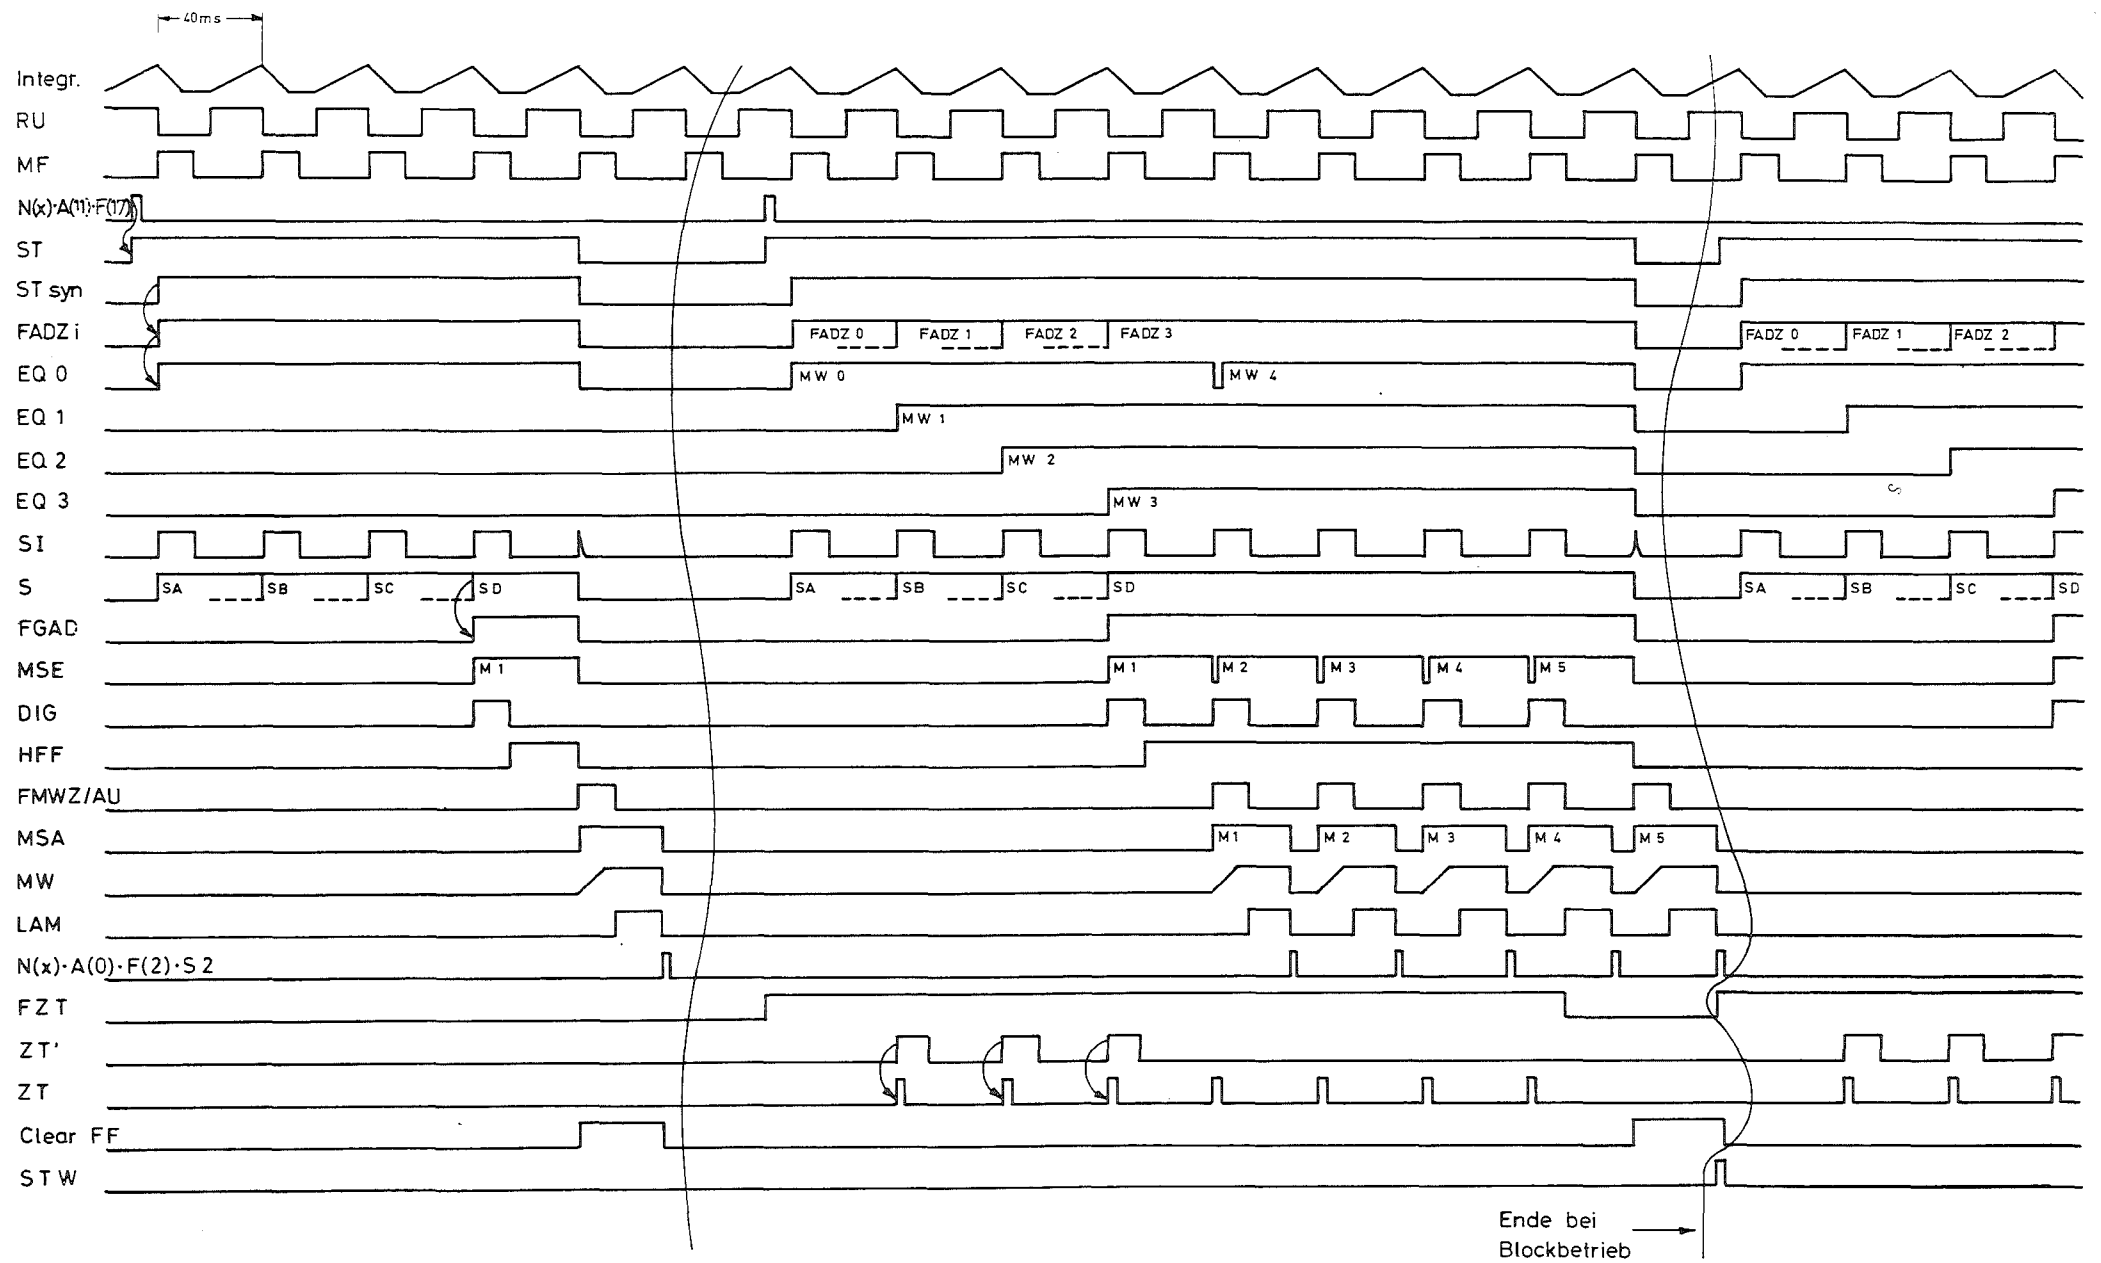 40ms
Integr.
RU
MF
N(x)·A(11)·F(17)
ST
ST syn
FADZ i FADZ 0 FADZ 1 FADZ 2 FADZ 3 FADZ 0 FADZ 1 FADZ 2
EQ 0 MW 0 MW 4
EQ 1 MW 1
EQ 2 MW 2
EQ 3 MW 3
SI
S SA SB SC SD SA SB SC SD SA SB SC SD
FGAD
MSE M 1 M 1 M 2 M 3 M 4 M 5
DIG
HFF
FMWZ/AU
MSA M 1 M 2 M 3 M 4 M 5
MW
LAM
N(x)·A(0)·F(2)·S2
FZT
ZT'
ZT
Clear FF
STW
Ende bei
Blockbetrieb